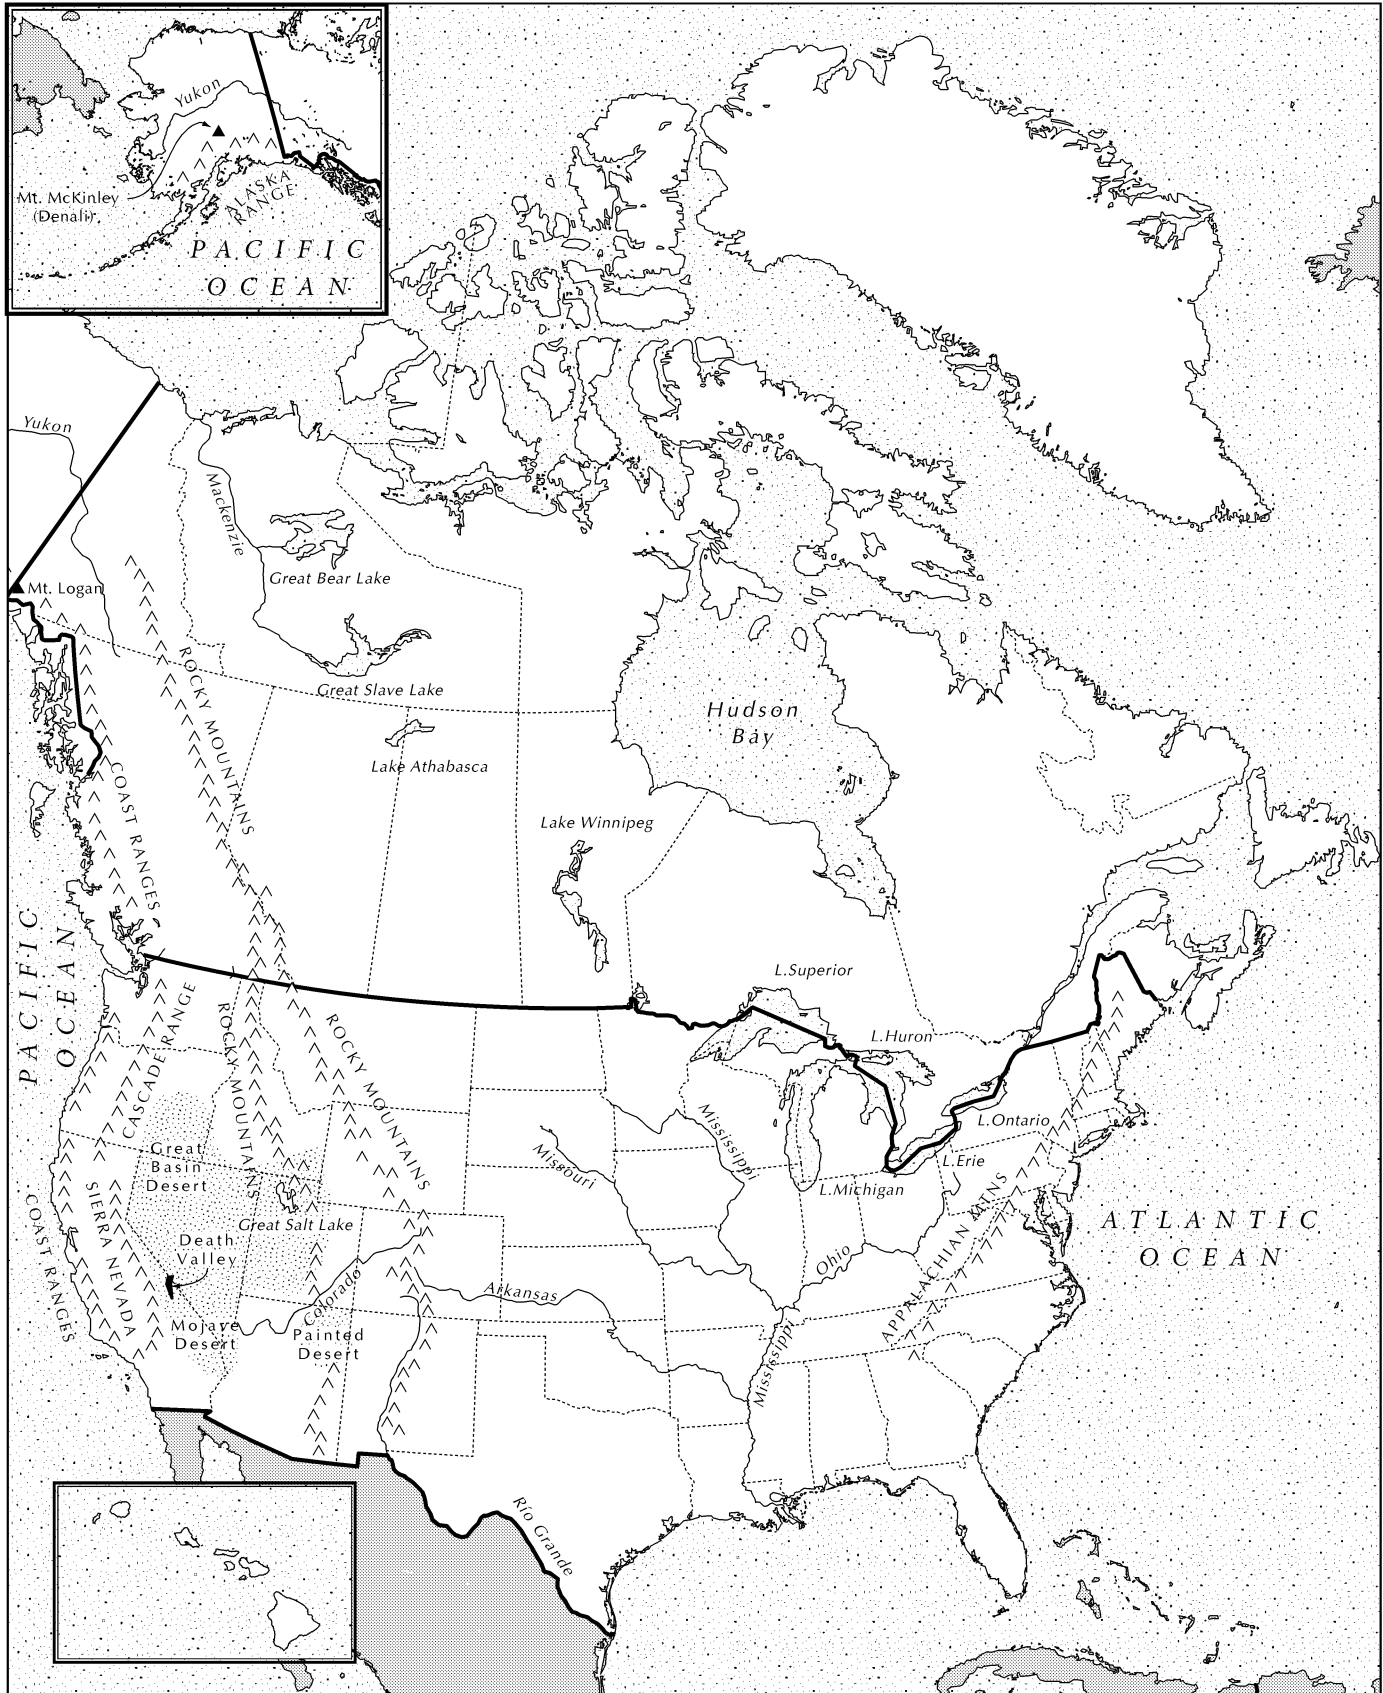 Yukon
Mt. McKinley
(Denali)
ALASKA
RANGE
PACIFIC
OCEAN
Yukon
Mackenzie
Great Bear Lake
Mt. Logan
ROCKY MOUNTAINS
Great Slave Lake
Hudson
Bay
Lake Athabasca
COAST RANGES
Lake Winnipeg
PACIFIC
OCEAN
L.Superior
L.Huron
CASCADE RANGE
ROCKY MOUNTAINS
ROCKY MOUNTAINS
Mississippi
L.Ontario
Great
Basin
Desert
Missouri
L.Erie
L.Michigan
COAST RANGES
SIERRA NEVADA
Great Salt Lake
APPALACHIAN MTNS
ATLANTIC
OCEAN
Death
Valley
Ohio
Colorado
Arkansas
Mojave
Desert
Painted
Desert
Mississippi
Río Grande